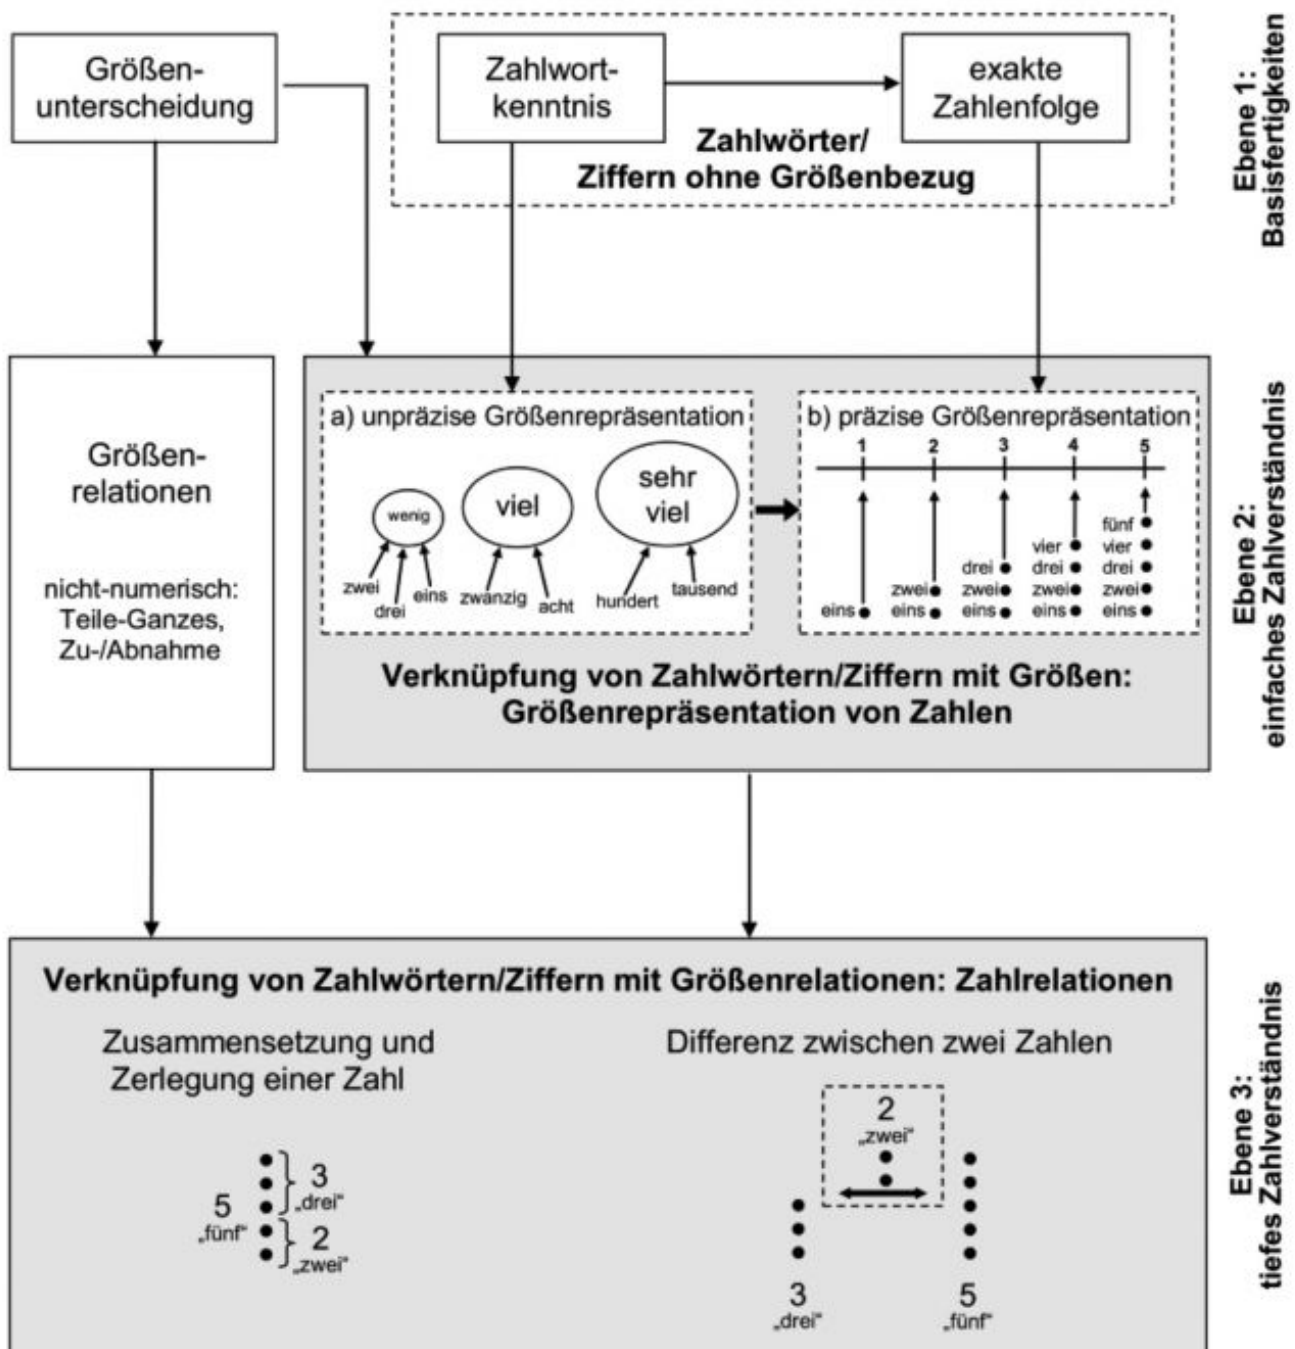 Größen-
unterscheidung
Zahlwort-
kenntnis
exakte
Zahlenfolge
Zahlwörter/
Ziffern ohne Größenbezug
Ebene 1:
Basisfertigkeiten
Größen-
relationen
nicht-numerisch:
Teile-Ganzes,
Zu-/Abnahme
a) unpräzise Größenrepräsentation
wenig
viel
sehr
viel
zwei
drei
eins
zwanzig
acht
hundert
tausend
b) präzise Größenrepräsentation
1 2 3 4 5
fünf
vier vier
drei drei drei
zwei zwei zwei zwei
eins eins eins eins eins
Verknüpfung von Zahlwörtern/Ziffern mit Größen:
Größenrepräsentation von Zahlen
Ebene 2:
einfaches Zahlverständnis
Verknüpfung von Zahlwörtern/Ziffern mit Größenrelationen: Zahlrelationen
Zusammensetzung und
Zerlegung einer Zahl
5
„fünf“
3
„drei“
2
„zwei“
Differenz zwischen zwei Zahlen
2
„zwei“
3
„drei“
5
„fünf“
Ebene 3:
tiefes Zahlverständnis